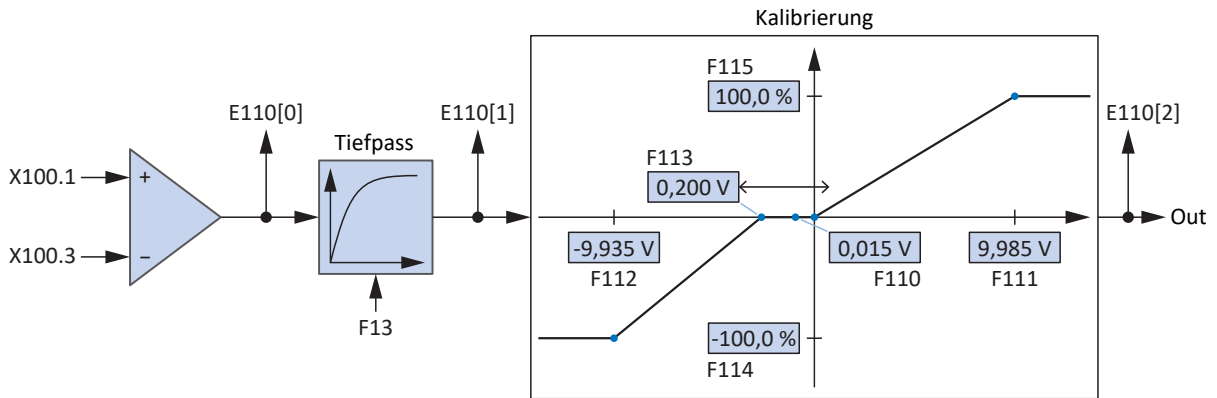 Kalibrierung
F115
100,0 %
E110[0]
E110[1]
E110[2]
Tiefpass
F113
X100.1
+
0,200 V
Out
-9,935 V
0,015 V
9,985 V
X100.3
−
F112
F110
F111
F13
-100,0 %
F114